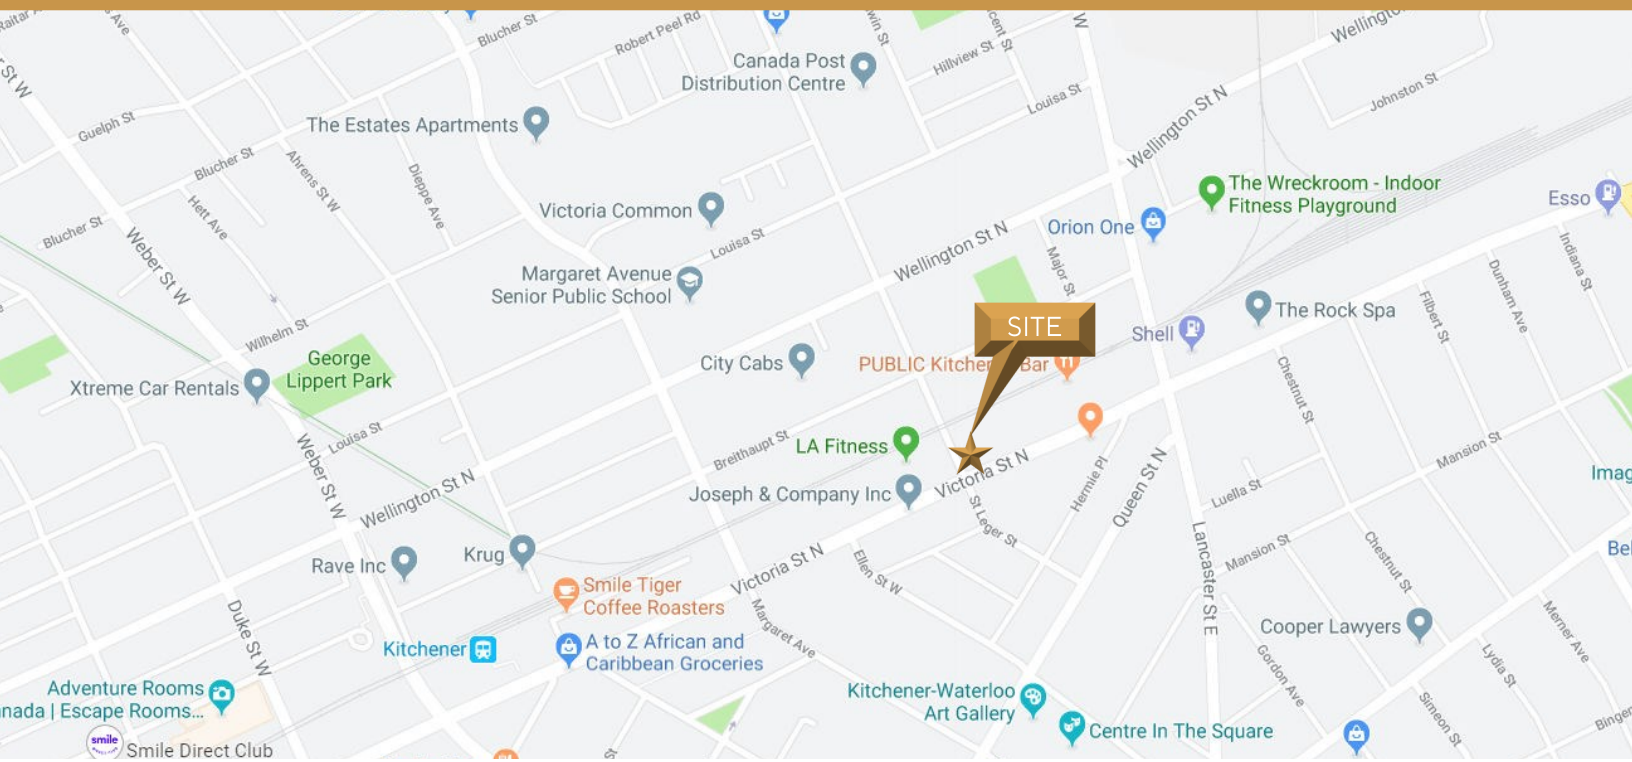 Ave
Blucher St
Robert Peel Rd
Canada Post
Distribution Centre
Hillview St
Wellington
W
Louisa St
Johnston St
Wellington St N
St W
Guelph St
The Estates Apartments
Blucher St
Ahrens St W
Dieppe Ave
Hett Ave
Blucher St
Weber St W
Victoria Common
Louisa St
The Wreckroom - Indoor
Fitness Playground
Esso
Orion One
Wellington St N
Major St
Indiana St
Dunham Ave
Filbert St
Margaret Avenue
Senior Public School
The Rock Spa
SITE
Shell
Wilhelm St
George
Lippert Park
City Cabs
PUBLIC Kitchen
Bar
Xtreme Car Rentals
Chestnut St
Louisa St
Weber St W
Breithaupt St
LA Fitness
Mansion St
Victoria St N
Hermie Pl
Queen St N
Joseph & Company Inc
Luella St
Imag
Wellington St N
St Leger St
Lancaster St E
Mansion St
Chestnut St
Bel
Rave Inc
Krug
Victoria St N
Ellen St W
Smile Tiger
Coffee Roasters
Margaret Ave
Duke St W
Kitchener
A to Z African and
Caribbean Groceries
Cooper Lawyers
Merner Ave
Lydia St
Gordon Ave
Simeon St
Adventure Rooms
nada | Escape Rooms...
Kitchener-Waterloo
Art Gallery
Centre In The Square
Binger
smile
Smile Direct Club
St